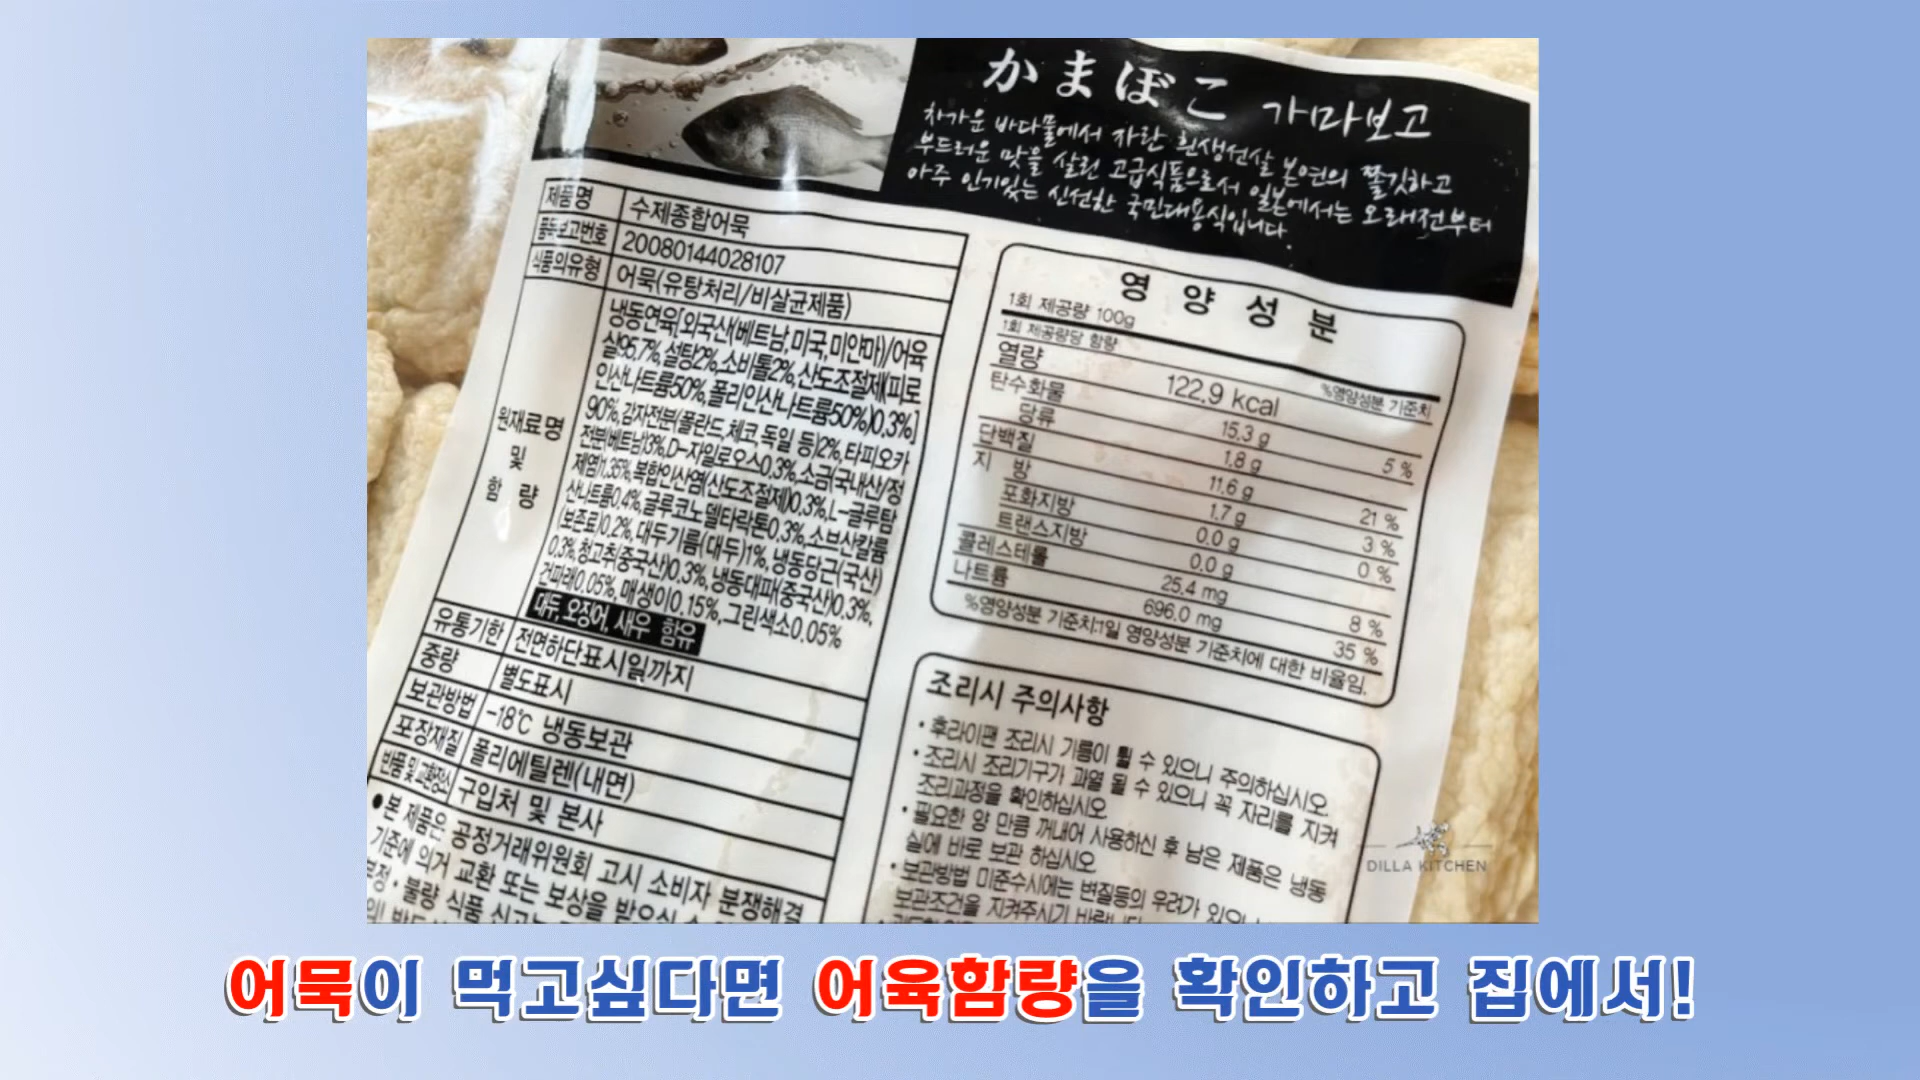 かまぼこ 가마보고
차가운 바다물에서 자란 흰생선살 본연의 쫄깃하고
부드러운 맛을 살린 고급식품으로서 일본에서는 오래전부터
아주 인기있는 신선한 국민대용식입니다.
제품명 수제종합어묵
품목보고번호 20080144028107
식품의유형 어묵(유탕처리/비살균제품)
원재료명 및 함량
냉동연육[외국산(베트남,미국,미얀마)/어육
살95.7%,설탕2%,소비톨2%,산도조절제(피로
인산나트륨50%,폴리인산나트륨50%)0.3%]
90%,감자전분(폴란드,체코,독일 등)2%,타피오카
전분(베트남)3%,D-자일로오스0.3%,소금(국내산/정
제염)1.35%,복합인산염(산도조절제)0.3%,L-글루탐
산나트륨0.4%,글루코노델타락톤0.3%,소브산칼륨
(보존료)0.2%,대두기름(대두)1%,냉동당근(국산)
0.3%,청고추(중국산)0.3%,냉동대파(중국산)0.3%,
건파래0.05%,매생이0.15%,그린색소0.05%
대두, 오징어, 새우 함유
유통기한 전면하단표시일까지
중량 별도표시
보관방법 -18℃ 냉동보관
포장재질 폴리에틸렌(내면)
반품및교환장소 구입처 및 본사
●본 제품은 공정거래위원회 고시 소비자 분쟁해결
기준에 의거 교환 또는 보상을 받으실 수
부정·불량 식품 신고는
영 양 성 분
1회 제공량 100g
1회 제공량당 함량 %영양성분 기준치
열량 122.9 kcal
탄수화물 15.3 g 5 %
당류 1.8 g
단백질 11.6 g 21 %
지 방 1.7 g 3 %
포화지방 0.0 g 0 %
트랜스지방 0.0 g
콜레스테롤 25.4 mg 8 %
나트륨 696.0 mg 35 %
%영양성분 기준치:1일 영양성분 기준치에 대한 비율임.
조리시 주의사항
·후라이팬 조리시 기름이 튈 수 있으니 주의하십시오
·조리시 조리기구가 과열 될 수 있으니 꼭 자리를 지켜
조리과정을 확인하십시오
·필요한 양 만큼 꺼내어 사용하신 후 남은 제품은 냉동
실에 바로 보관 하십시오
·보관방법 미준수시에는 변질등의 우려가 있으니
보관조건을 지켜주시기 바랍니다
DILLA KITCHEN
어묵이 먹고싶다면 어육함량을 확인하고 집에서!